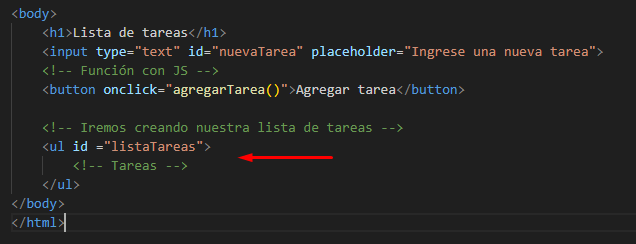 <body>
<h1>Lista de tareas</h1>
<input type="text" id="nuevaTarea" placeholder="Ingrese una nueva tarea">
<!-- Función con JS -->
<button onclick="agregarTarea()">Agregar tarea</button>
<!-- Iremos creando nuestra lista de tareas -->
<ul id ="listaTareas">
<!-- Tareas -->
</ul>
</body>
</html>